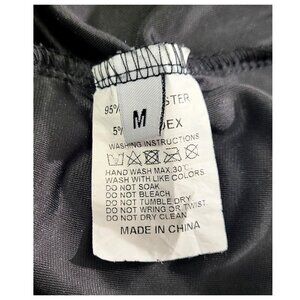 M
95%
STER
5%
DEX
WASHING INSTRUCTIONS
HAND WASH MAX.30℃
WASH WITH LIKE COLORS
DO NOT SOAK
DO NOT BLEACH
DO NOT TUMBLE DRY
DO NOT WRING OR TWIST
DO NOT DRY CLEAN
MADE IN CHINA